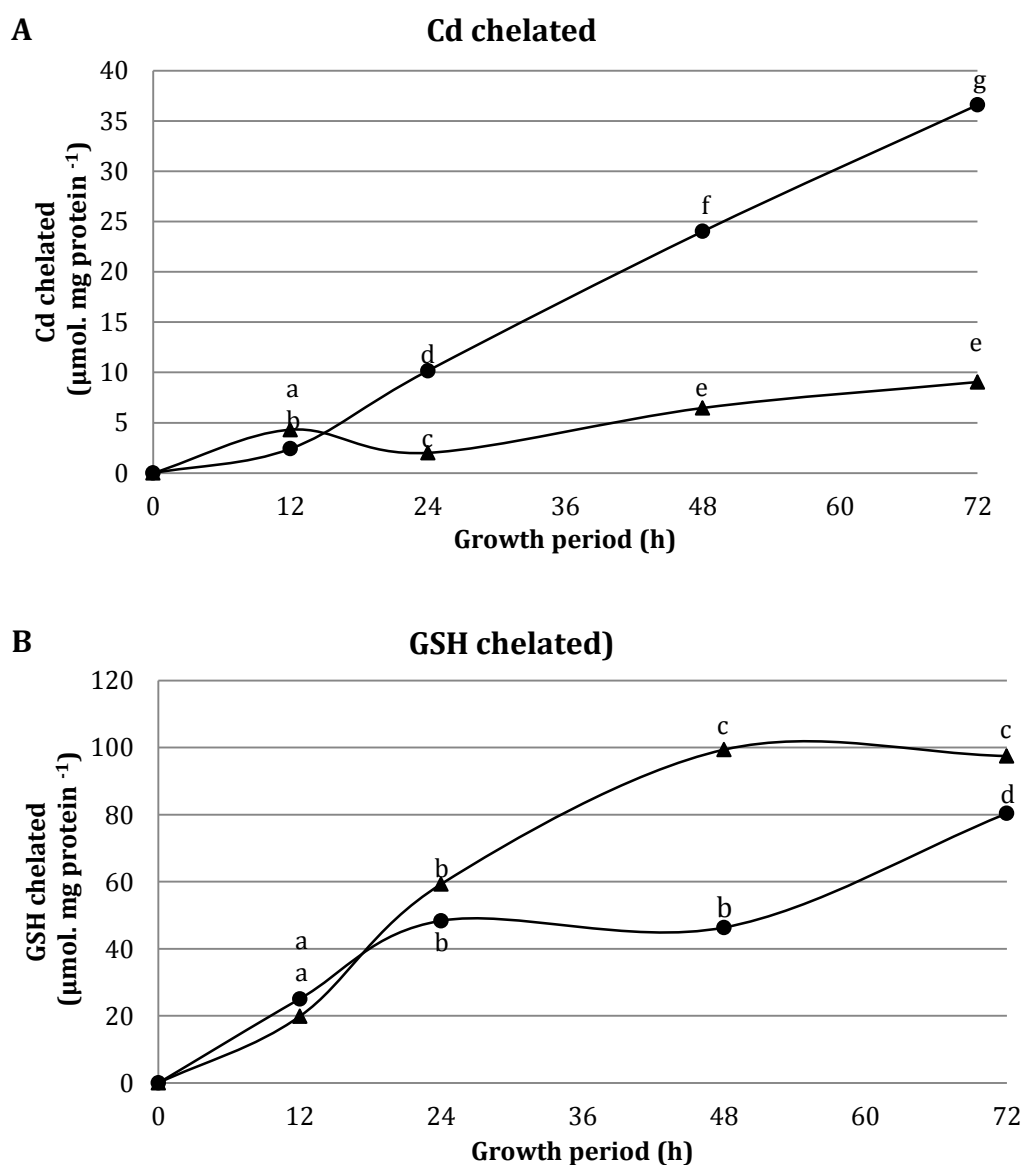 A
Cd chelated
40
35
30
25
20
15
10
5
0
Cd chelated
(µmol. mg protein -1)
a
b
d
c
f
e
g
e
0 12 24 36 48 60 72
Growth period (h)
B
GSH chelated)
120
100
80
60
40
20
0
GSH chelated
(µmol. mg protein -1)
a
a
b
b
c
b
c
d
0 12 24 36 48 60 72
Growth period (h)